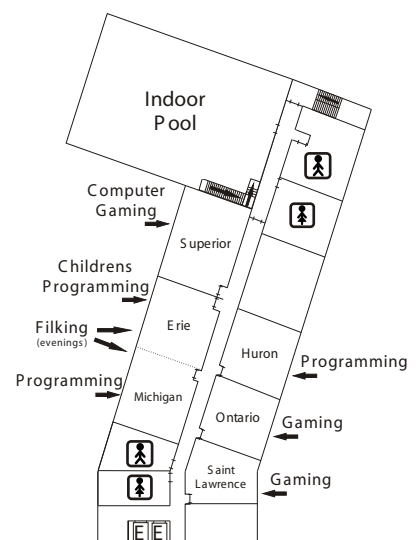 Indoor
Pool
Computer
Gaming
Superior
Childrens
Programming
Erie
Filking
(evenings)
Huron
Programming
Programming
Michigan
Ontario
Gaming
Saint
Lawrence
Gaming
E E